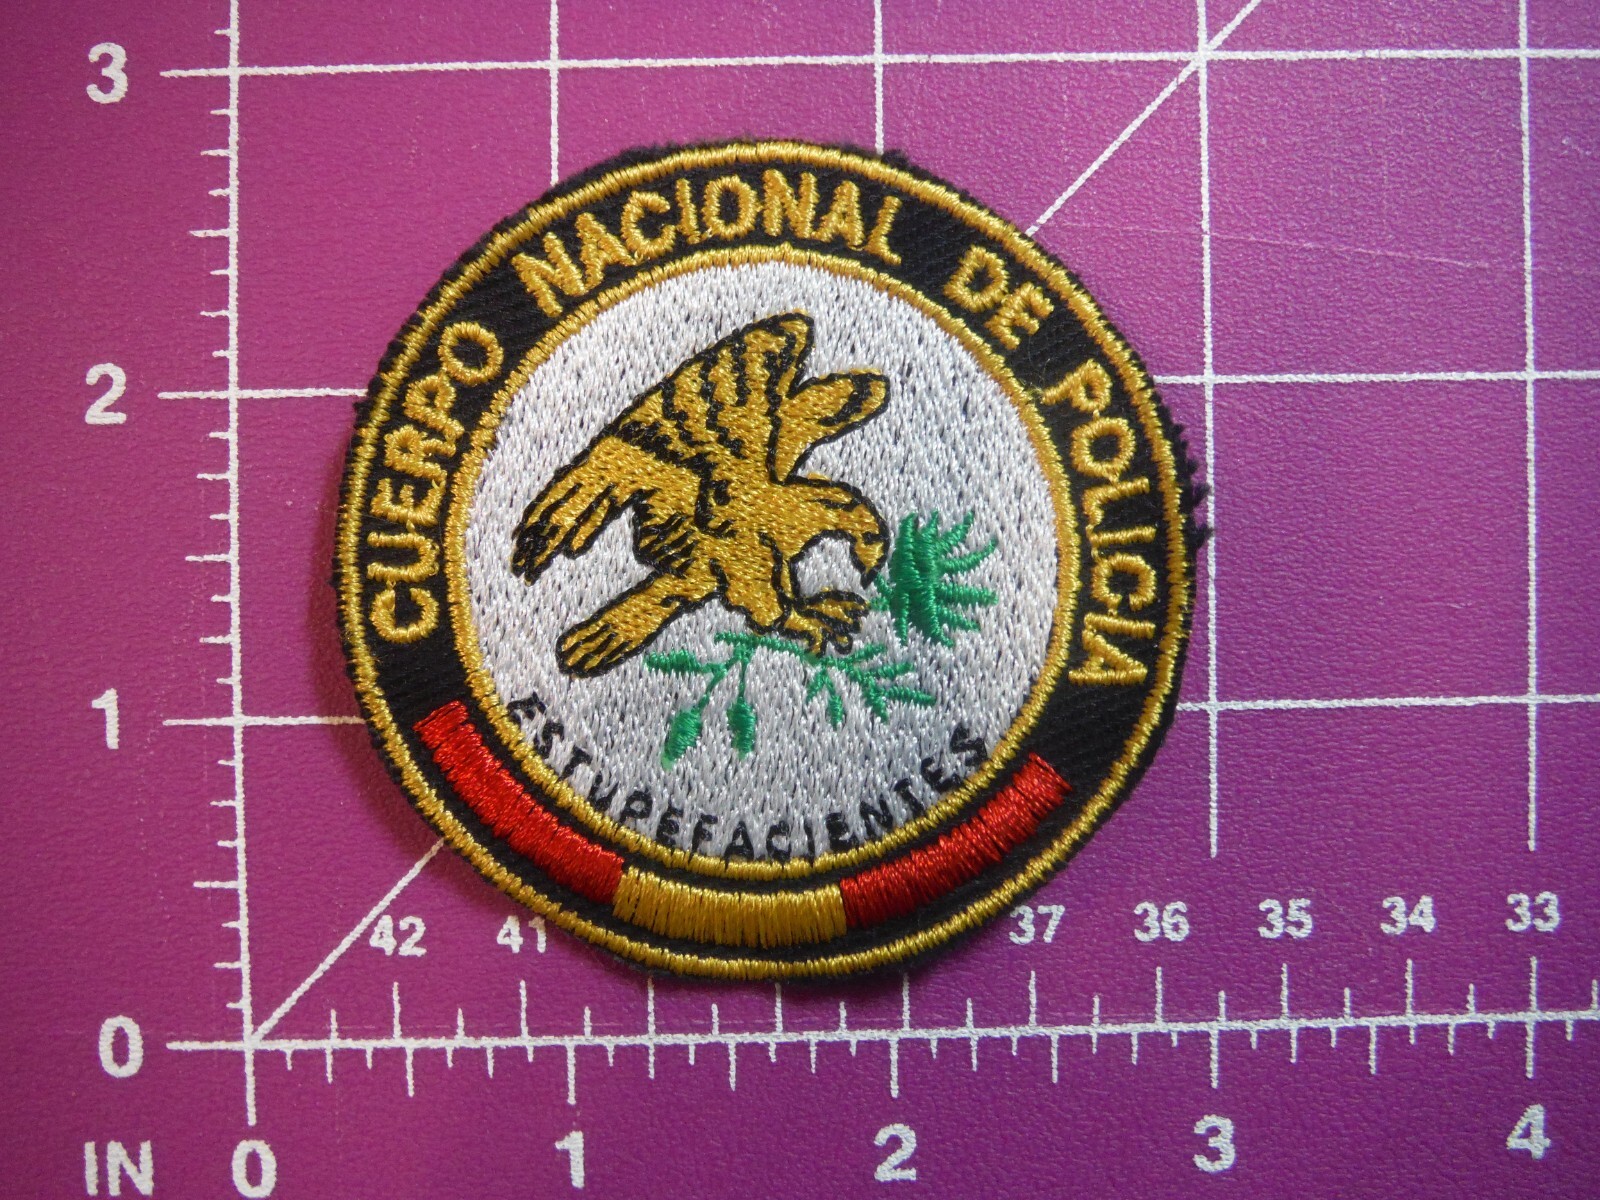 3
2
1
0
CUERPO NACIONAL DE POLICIA
ESTUPEFACIENTES
42 41 37 36 35 34 33
IN 0 1 2 3 4